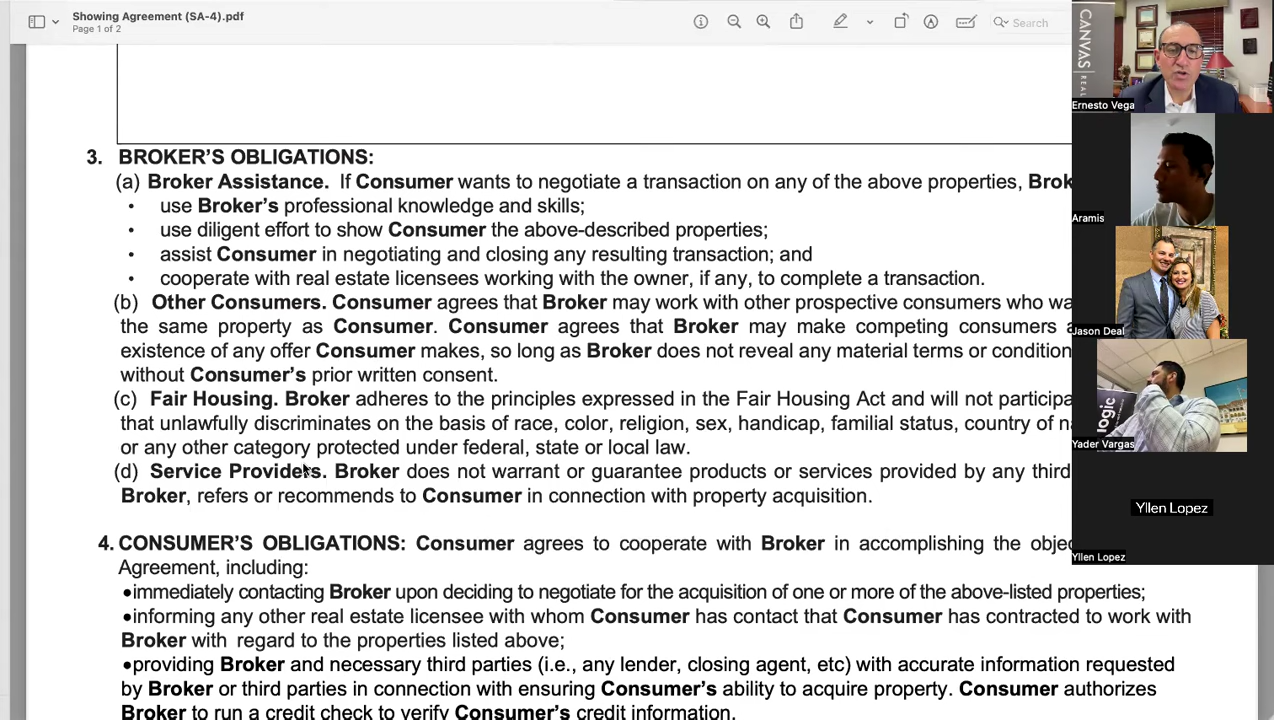 Showing Agreement (SA-4).pdf
Page 1 of 2
Search
3. BROKER'S OBLIGATIONS:
(a) Broker Assistance. If Consumer wants to negotiate a transaction on any of the above properties, Brok
• use Broker's professional knowledge and skills;
• use diligent effort to show Consumer the above-described properties;
• assist Consumer in negotiating and closing any resulting transaction; and
• cooperate with real estate licensees working with the owner, if any, to complete a transaction.
(b) Other Consumers. Consumer agrees that Broker may work with other prospective consumers who wa
the same property as Consumer. Consumer agrees that Broker may make competing consumers a
existence of any offer Consumer makes, so long as Broker does not reveal any material terms or condition
without Consumer's prior written consent.
(c) Fair Housing. Broker adheres to the principles expressed in the Fair Housing Act and will not participa
that unlawfully discriminates on the basis of race, color, religion, sex, handicap, familial status, country of na
or any other category protected under federal, state or local law.
(d) Service Providers. Broker does not warrant or guarantee products or services provided by any third
Broker, refers or recommends to Consumer in connection with property acquisition.
4. CONSUMER'S OBLIGATIONS: Consumer agrees to cooperate with Broker in accomplishing the obje
Agreement, including:
•immediately contacting Broker upon deciding to negotiate for the acquisition of one or more of the above-listed properties;
•informing any other real estate licensee with whom Consumer has contact that Consumer has contracted to work with
Broker with regard to the properties listed above;
•providing Broker and necessary third parties (i.e., any lender, closing agent, etc) with accurate information requested
by Broker or third parties in connection with ensuring Consumer's ability to acquire property. Consumer authorizes
Broker to run a credit check to verify Consumer's credit information.
CANVAS REAL
Ernesto Vega
Aramis
Jason Deal
logic
Yader Vargas
Yllen Lopez
Yllen Lopez